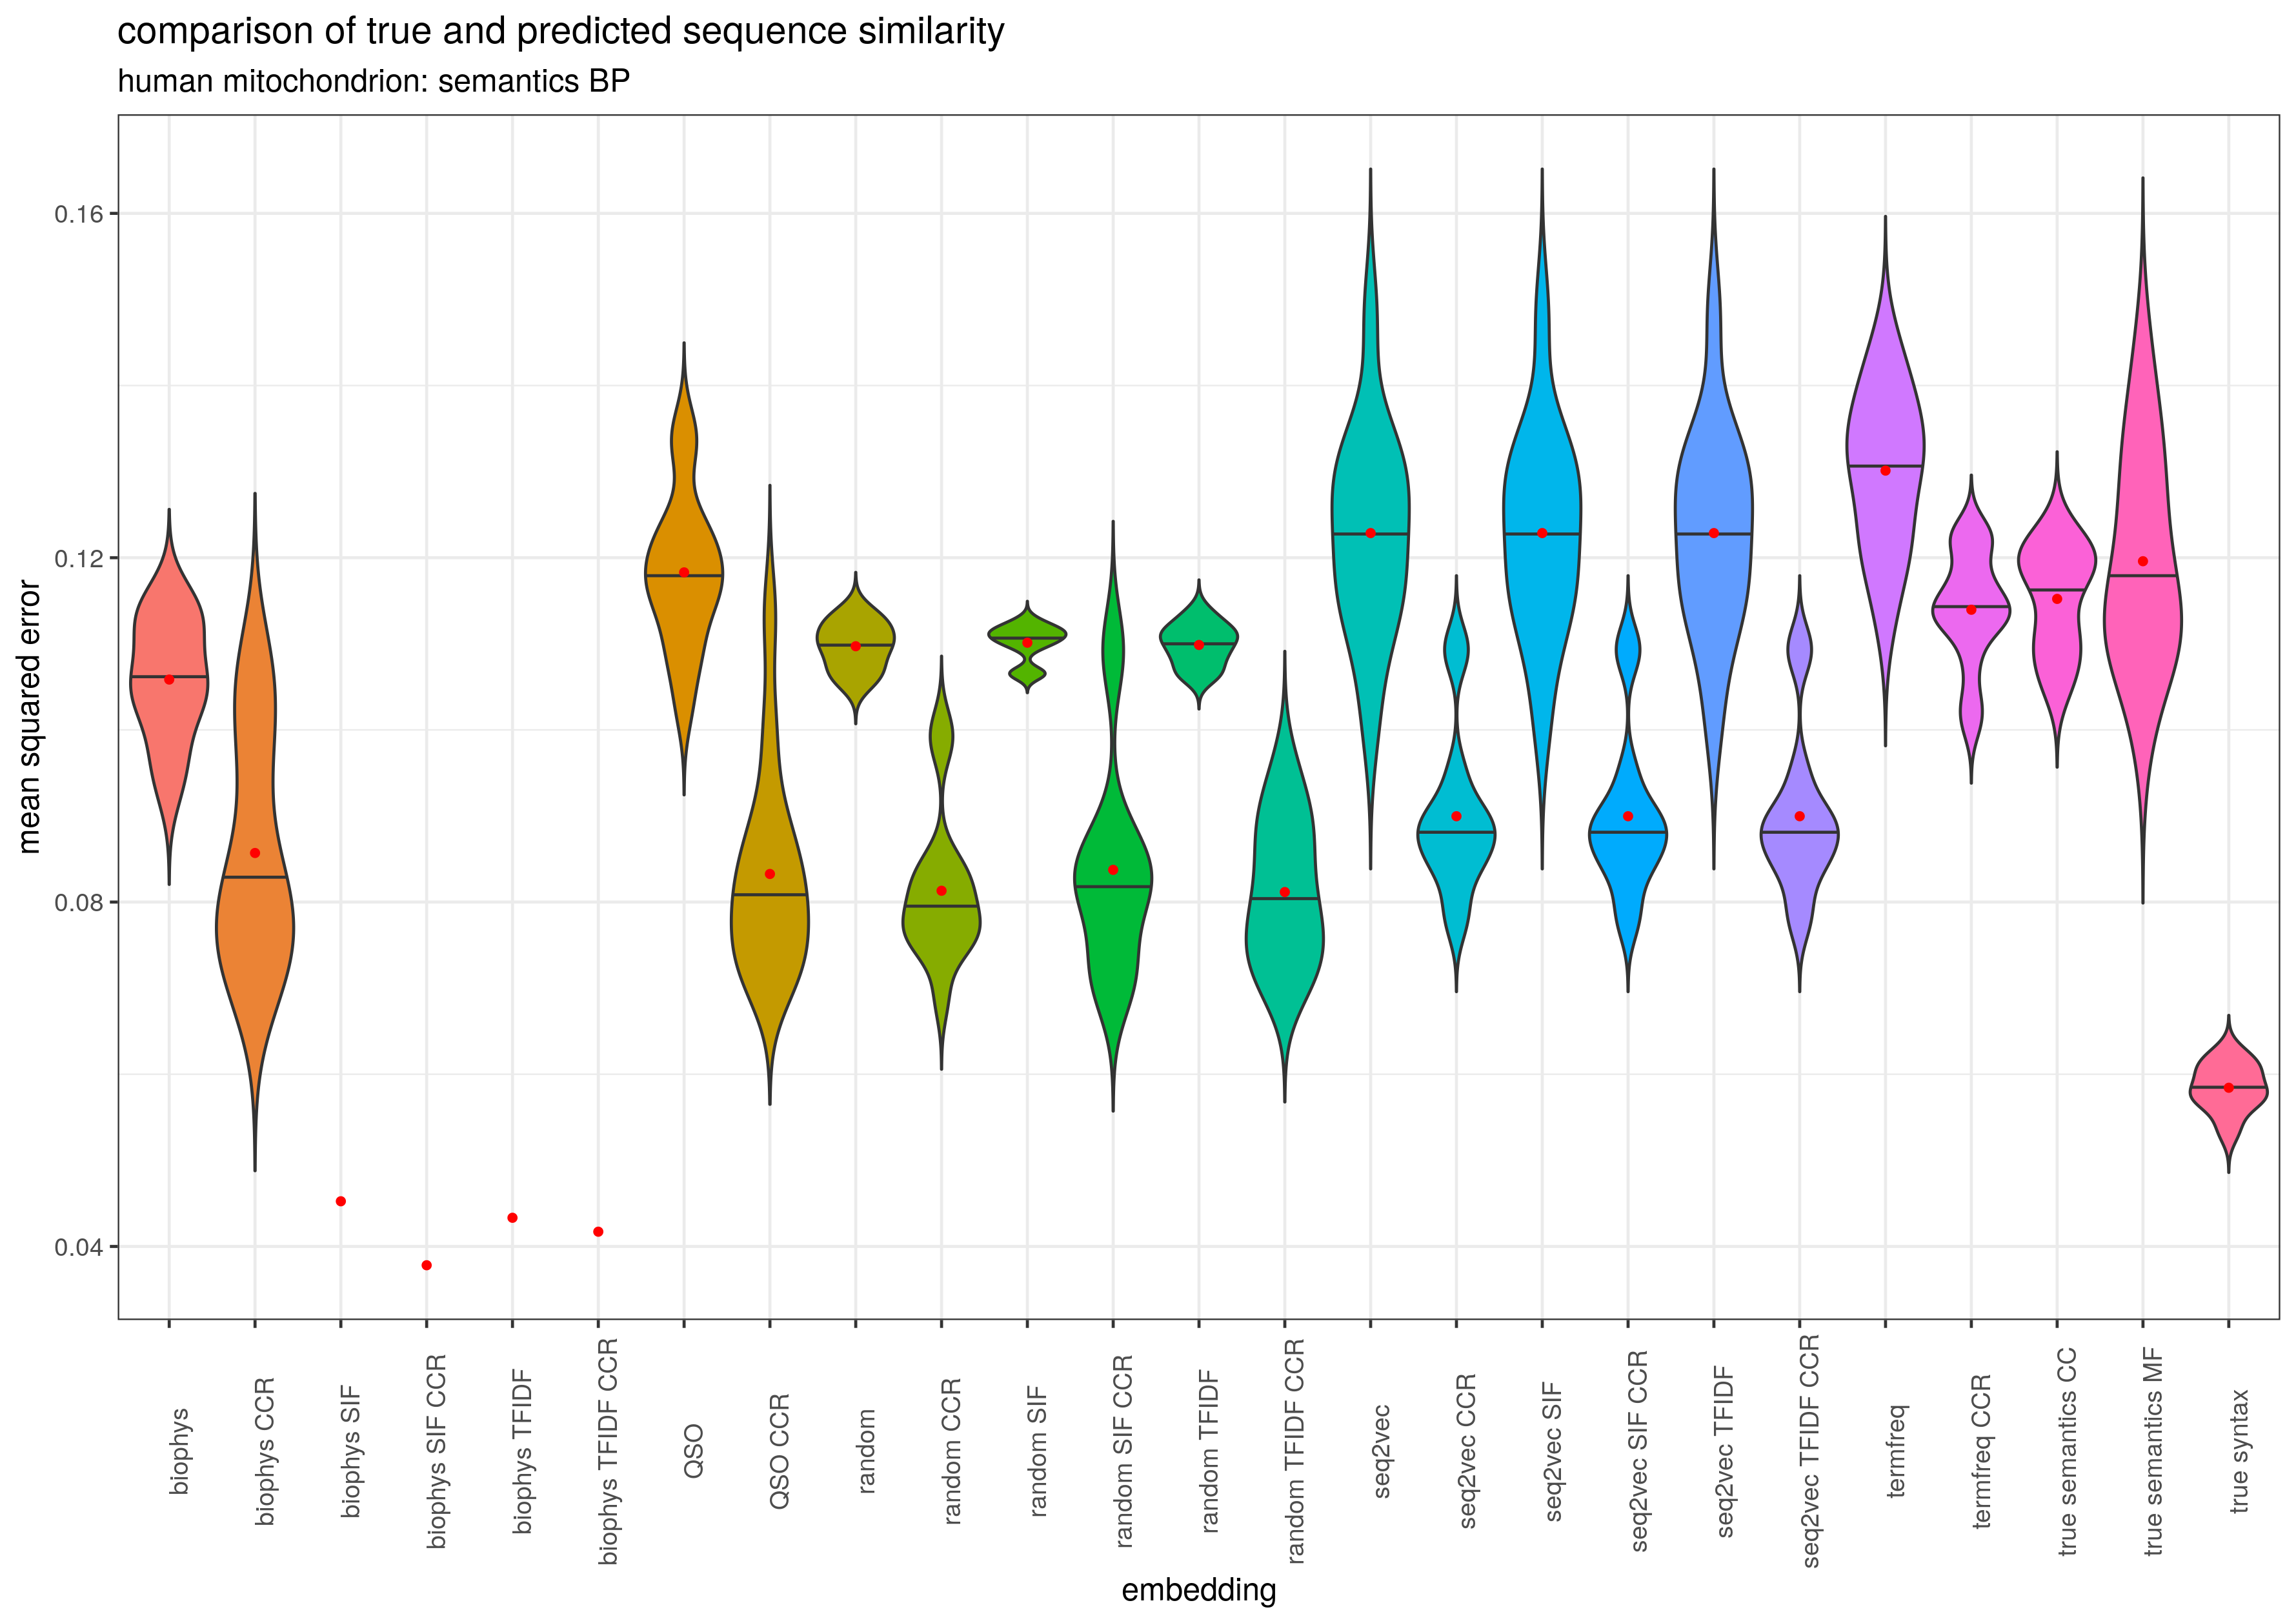 comparison of true and predicted sequence similarity
human mitochondrion: semantics BP
mean squared error
0.16
0.12
0.08
0.04
biophys
biophys CCR
biophys SIF
biophys SIF CCR
biophys TFIDF
biophys TFIDF CCR
QSO
QSO CCR
random
random CCR
random SIF
random SIF CCR
random TFIDF
random TFIDF CCR
seq2vec
seq2vec CCR
seq2vec SIF
seq2vec SIF CCR
seq2vec TFIDF
seq2vec TFIDF CCR
termfreq
termfreq CCR
true semantics CC
true semantics MF
true syntax
embedding